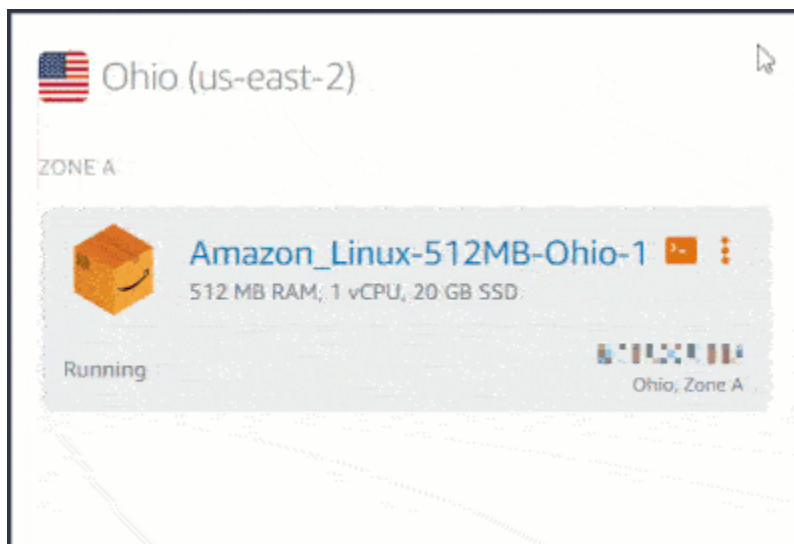 Ohio (us-east-2)
ZONE A
Amazon_Linux-512MB-Ohio-1
512 MB RAM, 1 vCPU, 20 GB SSD
Running
Ohio, Zone A